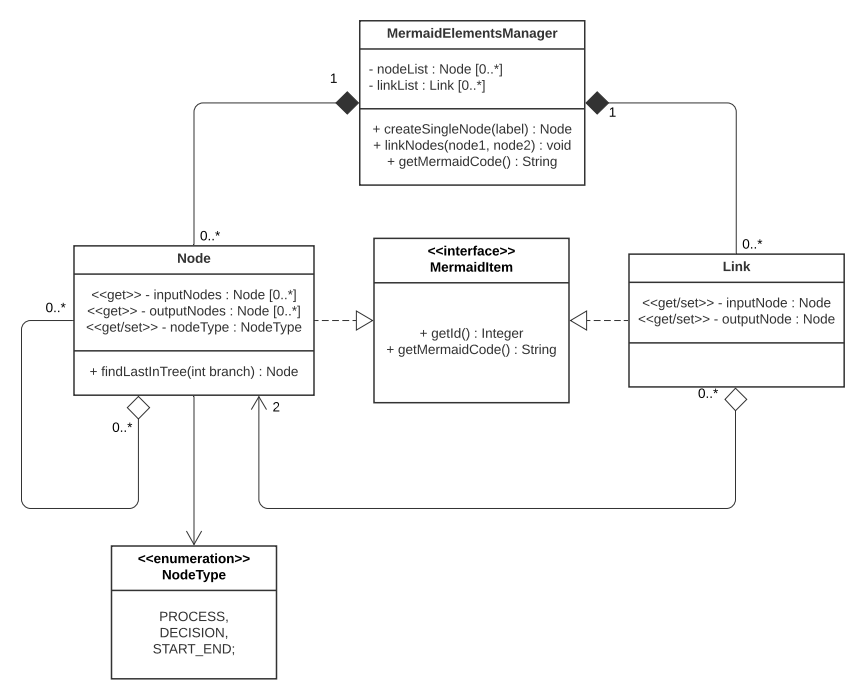 MermaidElementsManager
- nodeList : Node [0..*]
- linkList : Link [0..*]
+ createSingleNode(label) : Node
+ linkNodes(node1, node2) : void
+ getMermaidCode() : String
1
1
0..*
0..*
Node
<<get>> - inputNodes : Node [0..*]
<<get>> - outputNodes : Node [0..*]
<<get/set>> - nodeType : NodeType
+ findLastInTree(int branch) : Node
0..*
0..*
2
<<interface>>
MermaidItem
+ getId() : Integer
+ getMermaidCode() : String
Link
<<get/set>> - inputNode : Node
<<get/set>> - outputNode : Node
0..*
<<enumeration>>
NodeType
PROCESS,
DECISION,
START_END;